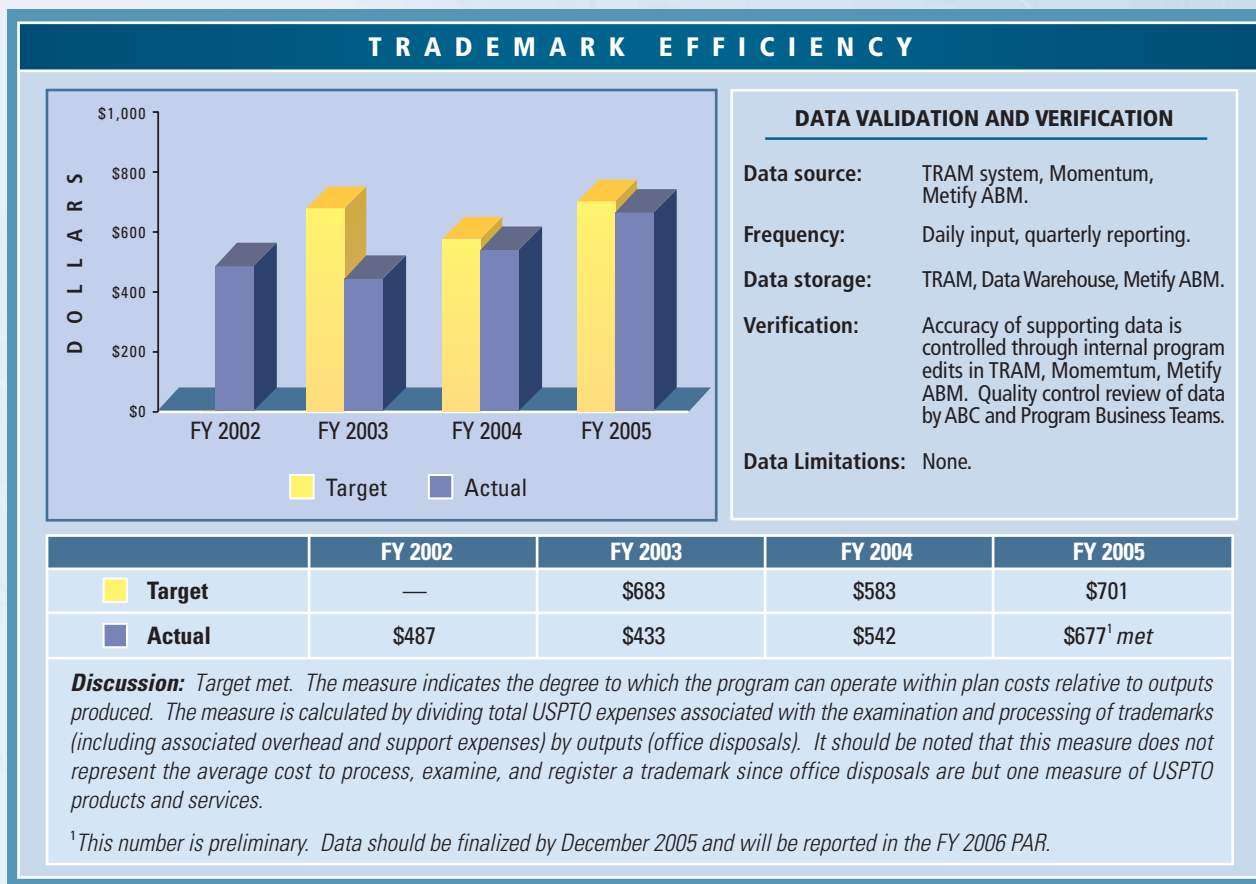 TRADEMARK EFFICIENCY
$1,000
$800
$600
$400
$200
$0
DOLLARS
FY 2002 FY 2003 FY 2004 FY 2005
Target Actual
DATA VALIDATION AND VERIFICATION
Data source: TRAM system, Momentum,
Metify ABM.
Frequency: Daily input, quarterly reporting.
Data storage: TRAM, Data Warehouse, Metify ABM.
Verification: Accuracy of supporting data is
controlled through internal program
edits in TRAM, Momemtum, Metify
ABM. Quality control review of data
by ABC and Program Business Teams.
Data Limitations: None.
FY 2002 FY 2003 FY 2004 FY 2005
Target — $683 $583 $701
Actual $487 $433 $542 $677¹ met
Discussion: Target met. The measure indicates the degree to which the program can operate within plan costs relative to outputs
produced. The measure is calculated by dividing total USPTO expenses associated with the examination and processing of trademarks
(including associated overhead and support expenses) by outputs (office disposals). It should be noted that this measure does not
represent the average cost to process, examine, and register a trademark since office disposals are but one measure of USPTO
products and services.
¹This number is preliminary. Data should be finalized by December 2005 and will be reported in the FY 2006 PAR.